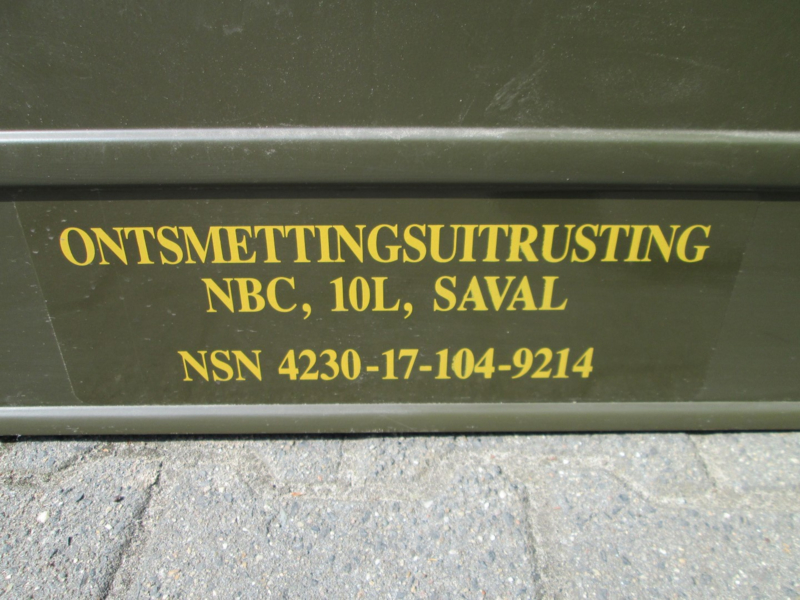 ONTSMETTINGSUITRUSTING
NBC, 10L, SAVAL
NSN 4230-17-104-9214